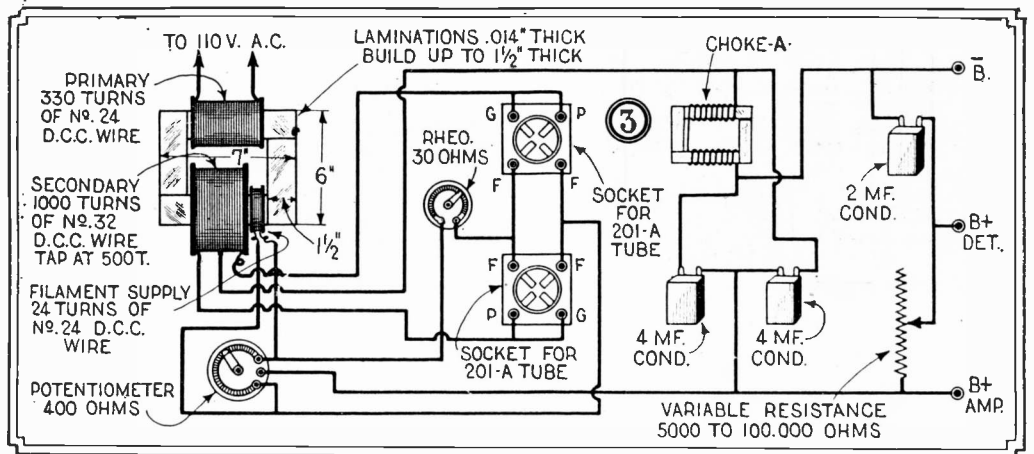 TO 110 V. A.C.
LAMINATIONS .014" THICK
BUILD UP TO 1½" THICK
PRIMARY
330 TURNS
OF No. 24
D.C.C. WIRE
7"
6"
1½"
SECONDARY
1000 TURNS
OF No. 32
D.C.C. WIRE
TAP AT 500T.
FILAMENT SUPPLY
24 TURNS OF
No. 24 D.C.C.
WIRE
POTENTIOMETER
400 OHMS
RHEO.
30 OHMS
G
P
F
F
SOCKET
FOR
201-A
TUBE
F
F
P
G
SOCKET FOR
201-A TUBE
3
CHOKE-A-
4 MF.
COND.
4 MF.
COND.
2 MF.
COND.
VARIABLE RESISTANCE
5000 TO 100.000 OHMS
B̅.
B+
DET.
B+
AMP.